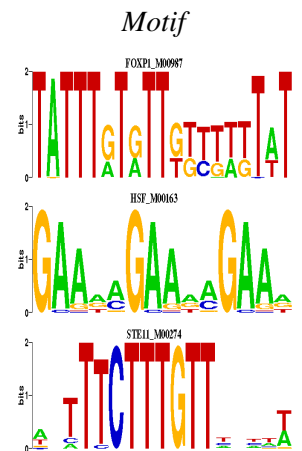 Motif
FOXP1_M00987
2
bits
1
0
HSF_M00163
2
bits
1
0
STE11_M00274
2
bits
1
0